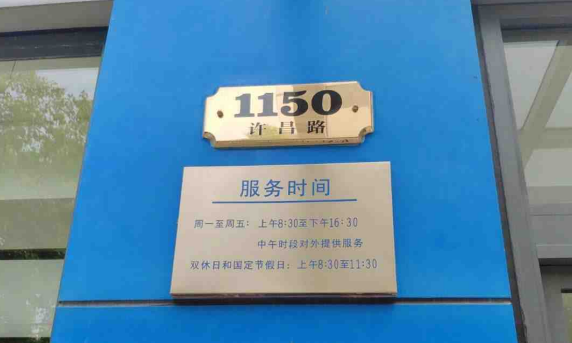 1150
许昌路
服务时间
周一至周五：上午8:30至下午16:30
中午时段对外提供服务
双休日和国定节假日：上午8:30至11:30